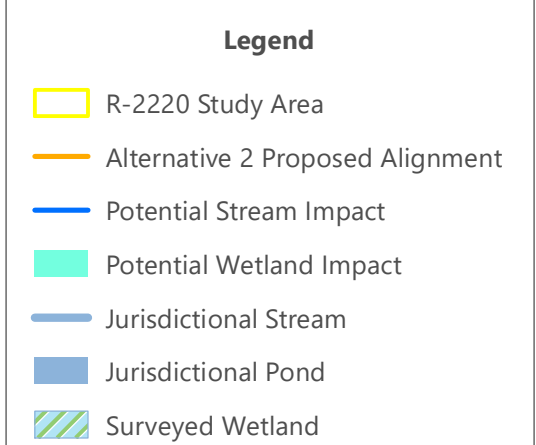 Legend
R-2220 Study Area
Alternative 2 Proposed Alignment
Potential Stream Impact
Potential Wetland Impact
Jurisdictional Stream
Jurisdictional Pond
Surveyed Wetland